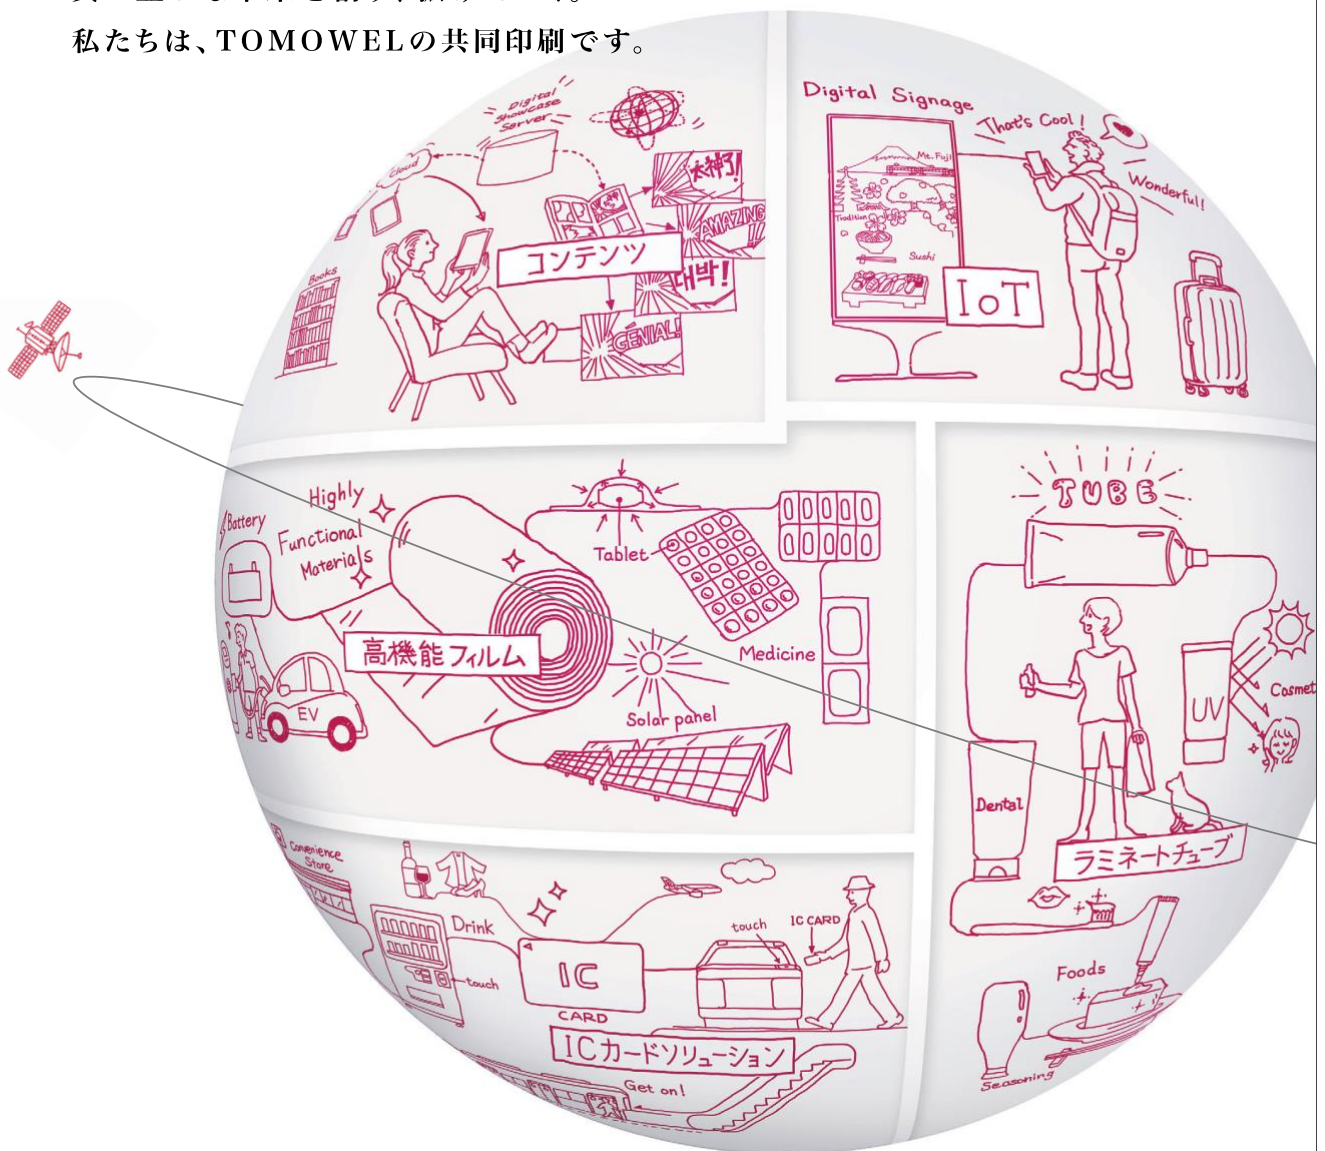 私たちは、TOMOWELの共同印刷です。
Digital
Showcase
Server
Cloud
太神了!
AMAZING
!!
대박!
GÉNIAL!
Books
コンテンツ
Digital Signage
That's Cool!
Wonderful!
Mt. Fuji
Tradition
Sushi
IoT
Highly
Functional
Materials
Battery
EV
高機能フィルム
Tablet
Medicine
Solar panel
TUBE
UV
Cosmet
Dental
ラミネートチューブ
Foods
Seasoning
Convenience
Store
Drink
touch
IC
CARD
touch
IC CARD
ICカードソリューション
Get on!